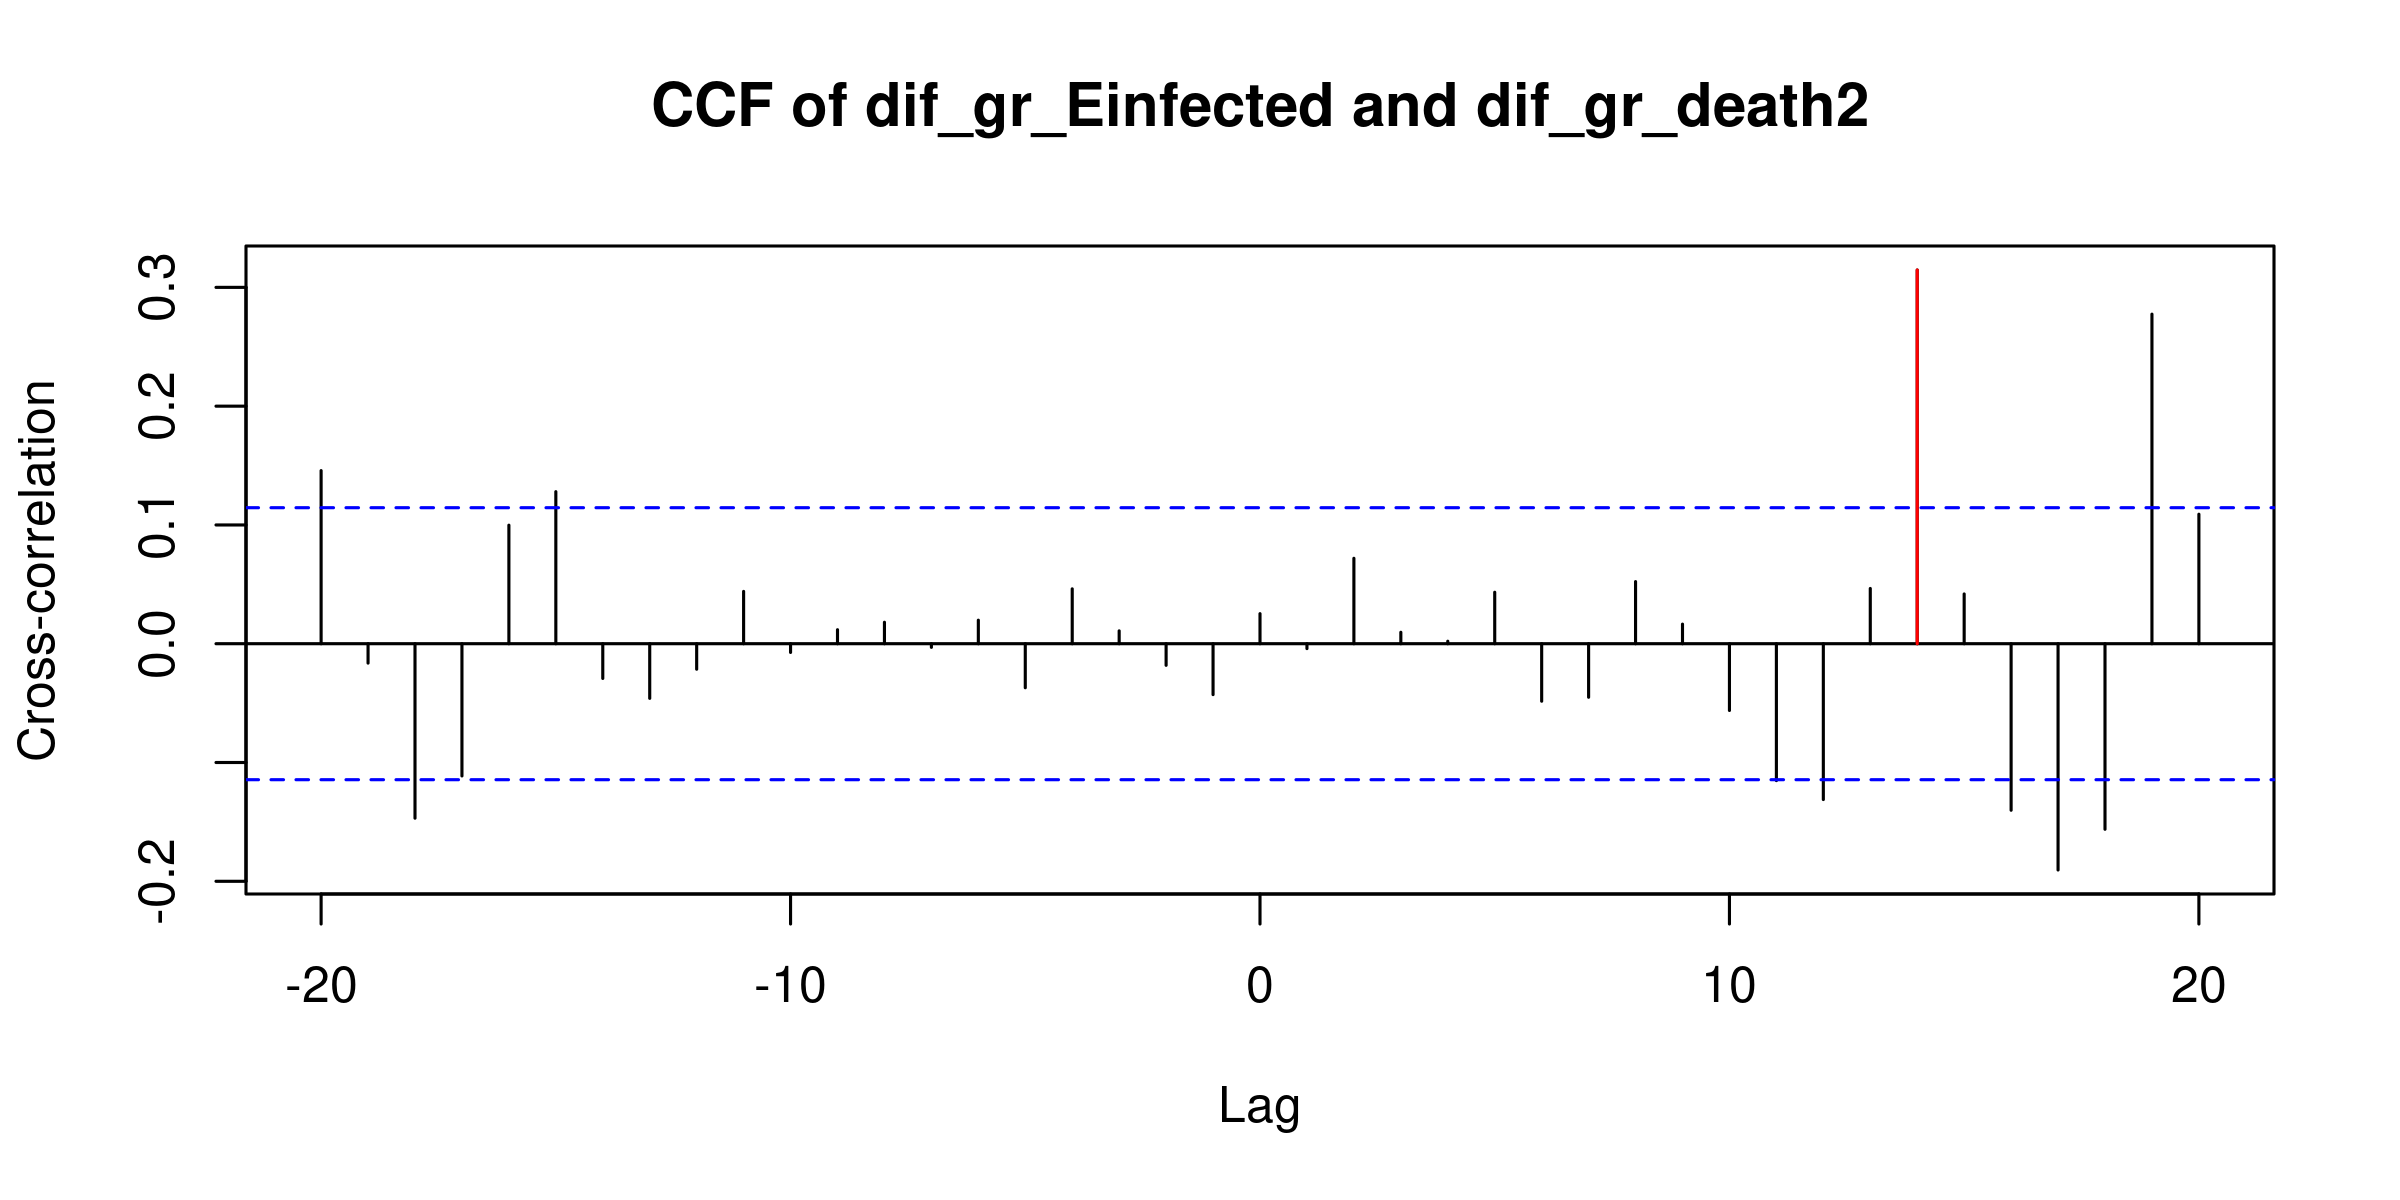 CCF of dif_gr_Einfected and dif_gr_death2
Cross-correlation
0.3
0.2
0.1
0.0
-0.2
-20 -10 0 10 20
Lag